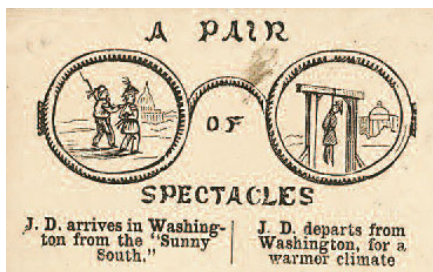 A PAIR
OF
SPECTACLES
J. D. arrives in Washing-
ton from the "Sunny
South."
J. D. departs from
Washington, for a
warmer climate